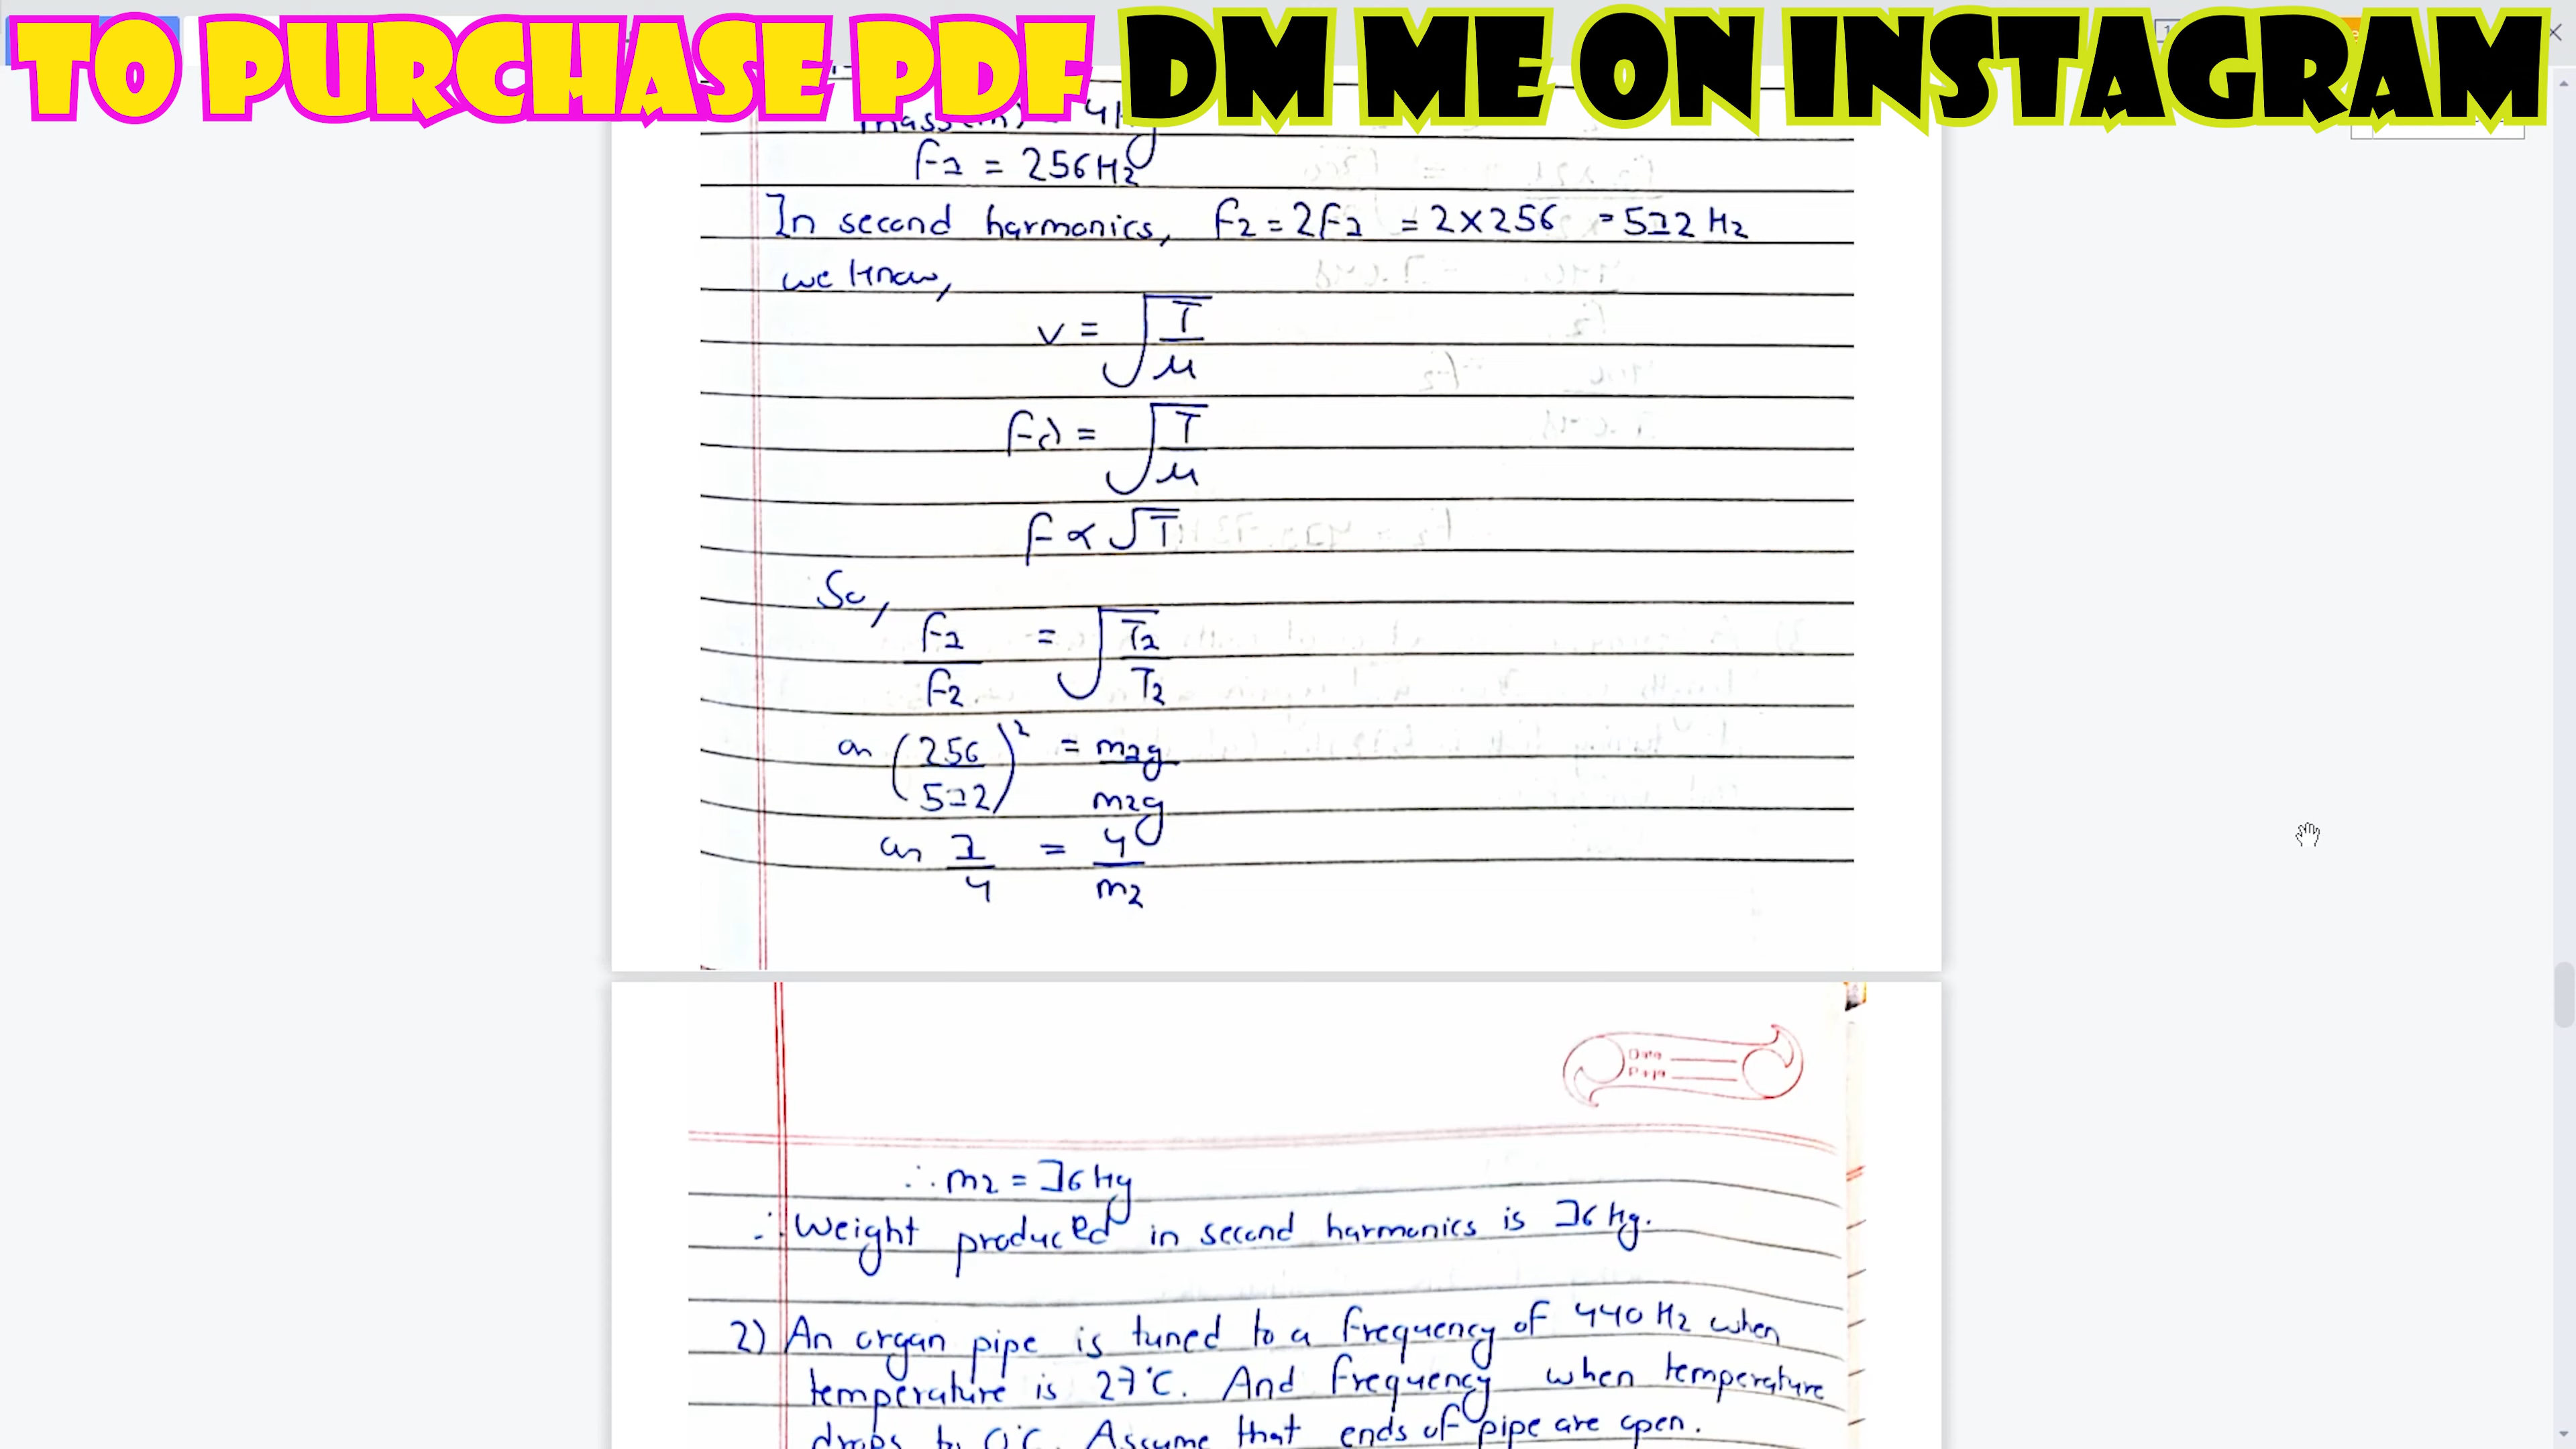 TO PURCHASE PDF DM ME ON INSTAGRAM
F1 = 256 Hz
In second harmonics, F2 = 2F1 = 2×256 = 512 Hz
we know,
v = √(T/μ)
Fλ = √(T/μ)
F ∝ √T
So,
F1/F2 = √(T1/T2)
or (256/512)² = m1g/m2g
or 1/4 = 4/m2
Date
Page
∴ m2 = 16 kg
∴ Weight produced in second harmonics is 16 kg.
2) An organ pipe is tuned to a frequency of 440 Hz when
temperature is 27°C. And frequency when temperature
drops to 0°C. Assume that ends of pipe are open.